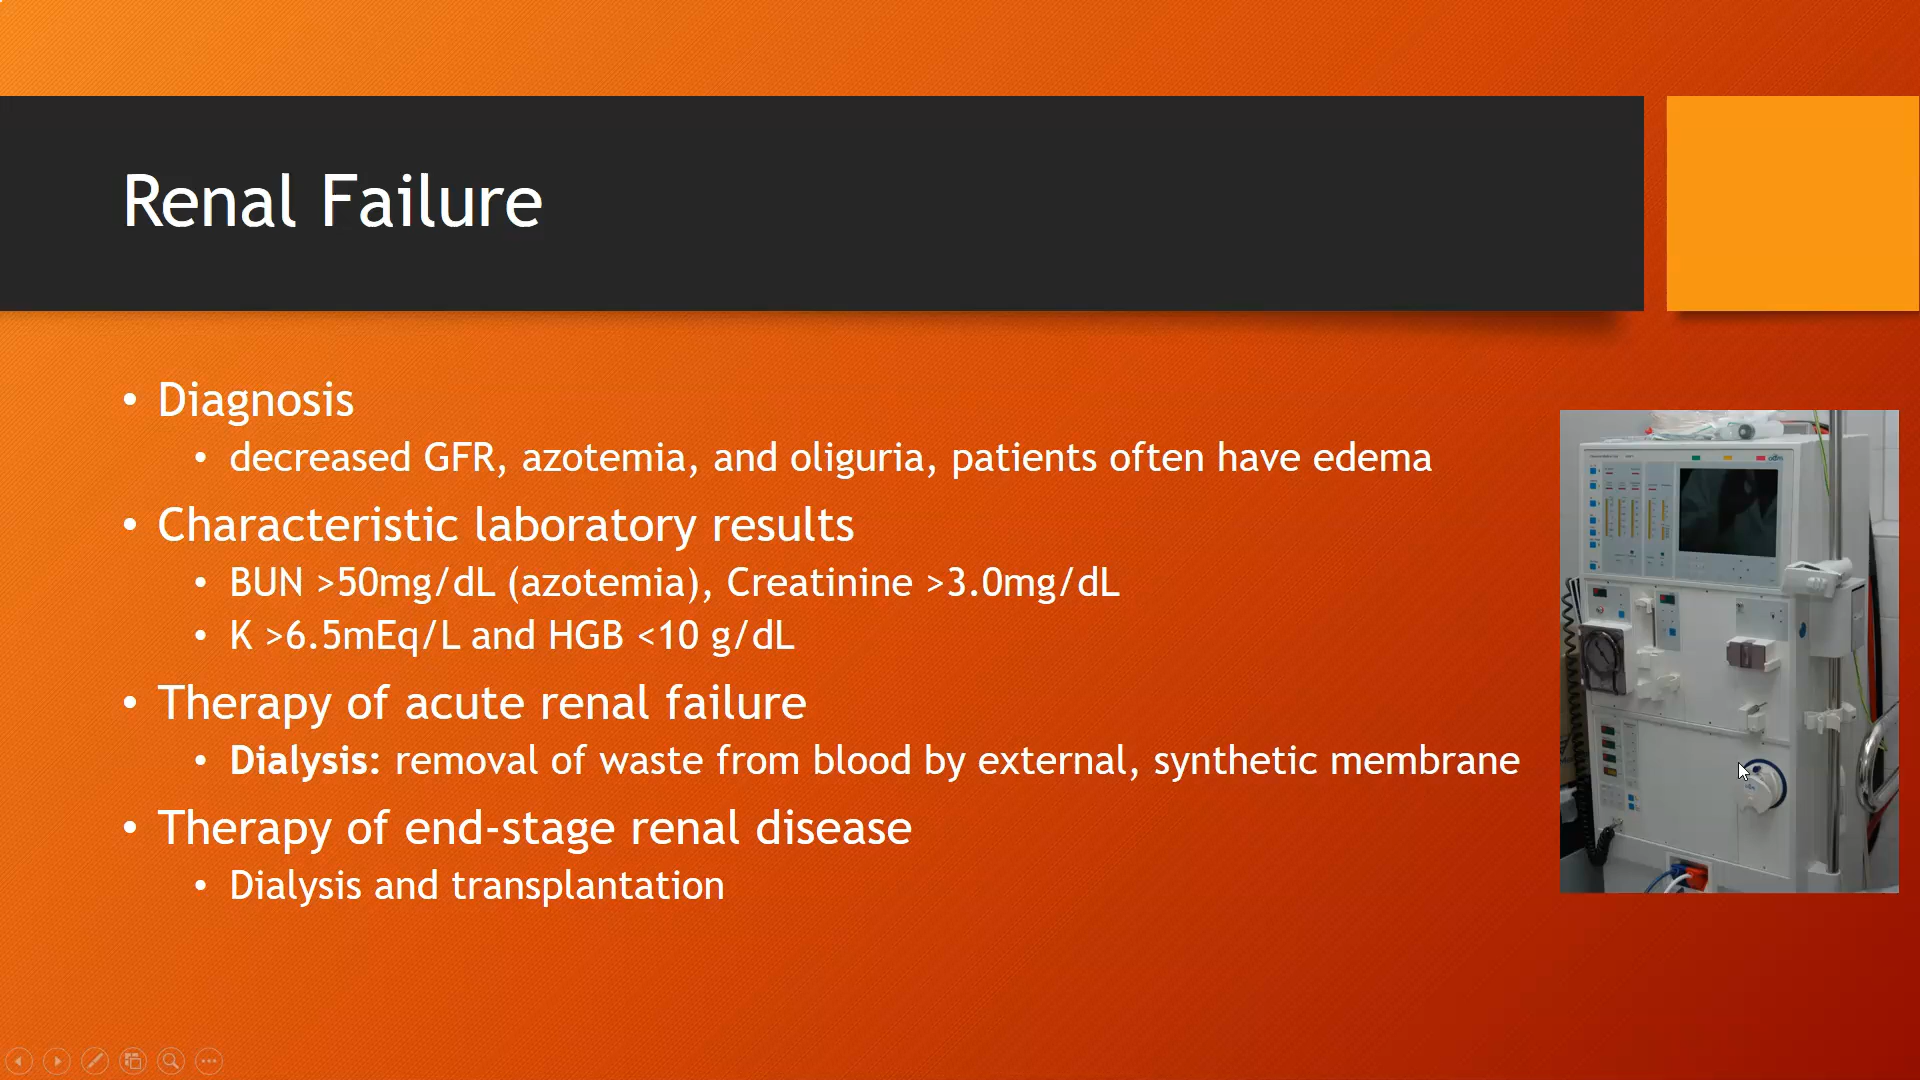 Renal Failure
• Diagnosis
• decreased GFR, azotemia, and oliguria, patients often have edema
• Characteristic laboratory results
• BUN >50mg/dL (azotemia), Creatinine >3.0mg/dL
• K >6.5mEq/L and HGB <10 g/dL
• Therapy of acute renal failure
• Dialysis: removal of waste from blood by external, synthetic membrane
• Therapy of end-stage renal disease
• Dialysis and transplantation